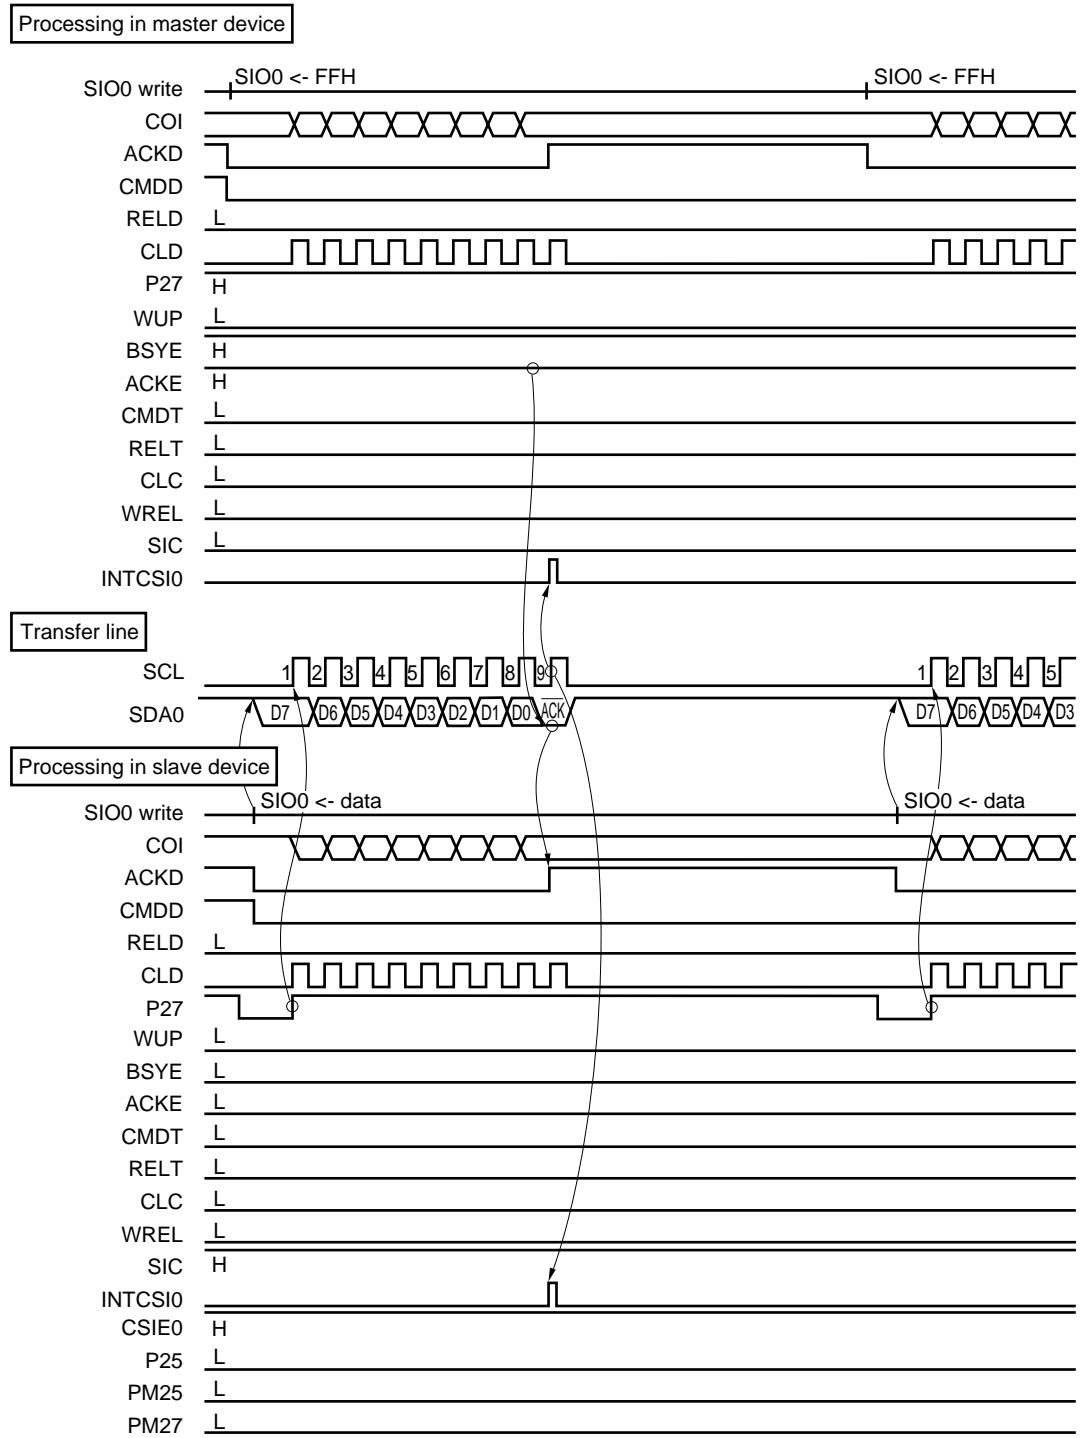 Processing in master device
SIO0 <- FFH SIO0 <- FFH
SIO0 write
COI
ACKD
CMDD
RELD L
CLD
P27 H
WUP L
BSYE H
ACKE H
CMDT L
RELT L
CLC L
WREL L
SIC L
INTCSI0
Transfer line
SCL 1 2 3 4 5 6 7 8 9 1 2 3 4 5
SDA0 D7 D6 D5 D4 D3 D2 D1 D0 ACK D7 D6 D5 D4 D3
Processing in slave device
SIO0 <- data SIO0 <- data
SIO0 write
COI
ACKD
CMDD
RELD L
CLD
P27
WUP L
BSYE L
ACKE L
CMDT L
RELT L
CLC L
WREL L
SIC H
INTCSI0
CSIE0 H
P25 L
PM25 L
PM27 L